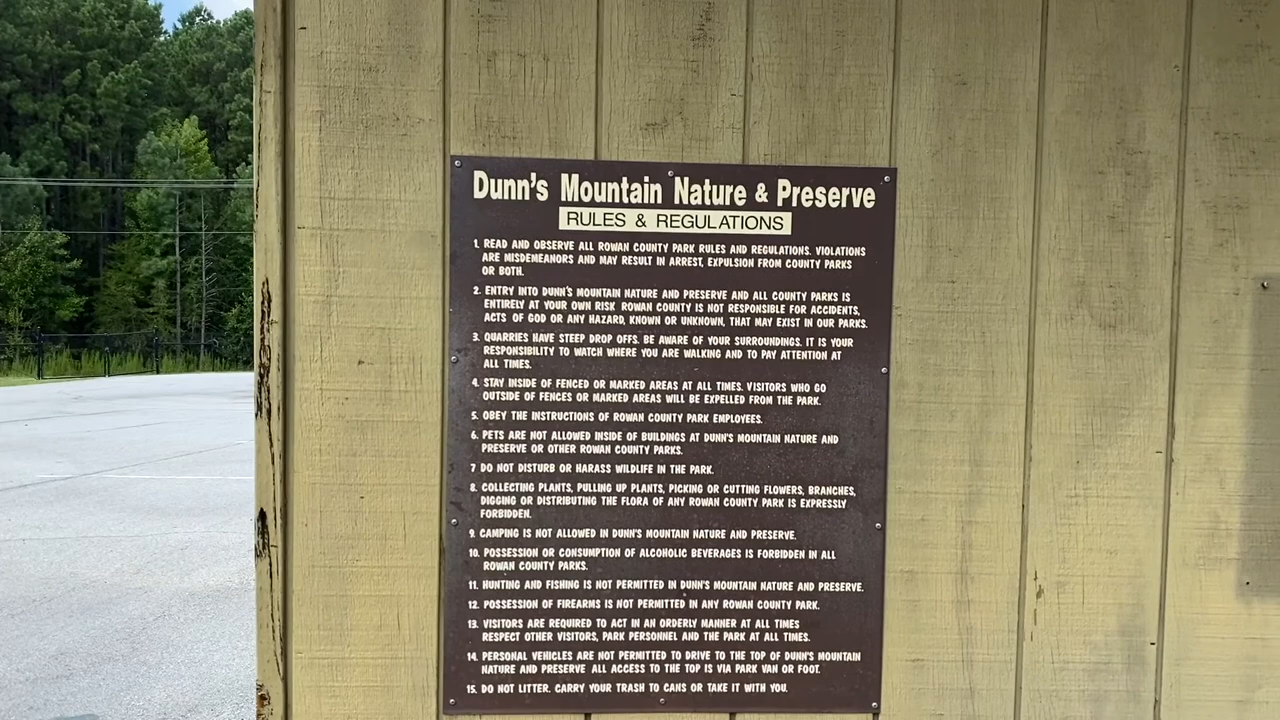 Dunn's Mountain Nature & Preserve
RULES & REGULATIONS
1. READ AND OBSERVE ALL ROWAN COUNTY PARK RULES AND REGULATIONS. VIOLATIONS
ARE MISDEMEANORS AND MAY RESULT IN ARREST, EXPULSION FROM COUNTY PARKS
OR BOTH.
2. ENTRY INTO DUNN'S MOUNTAIN NATURE AND PRESERVE AND ALL COUNTY PARKS IS
ENTIRELY AT YOUR OWN RISK ROWAN COUNTY IS NOT RESPONSIBLE FOR ACCIDENTS,
ACTS OF GOD OR ANY HAZARD, KNOWN OR UNKNOWN, THAT MAY EXIST IN OUR PARKS.
3. QUARRIES HAVE STEEP DROP OFFS. BE AWARE OF YOUR SURROUNDINGS. IT IS YOUR
RESPONSIBILITY TO WATCH WHERE YOU ARE WALKING AND TO PAY ATTENTION AT
ALL TIMES.
4. STAY INSIDE OF FENCED OR MARKED AREAS AT ALL TIMES. VISITORS WHO GO
OUTSIDE OF FENCES OR MARKED AREAS WILL BE EXPELLED FROM THE PARK.
5. OBEY THE INSTRUCTIONS OF ROWAN COUNTY PARK EMPLOYEES.
6. PETS ARE NOT ALLOWED INSIDE OF BUILDINGS AT DUNN'S MOUNTAIN NATURE AND
PRESERVE OR OTHER ROWAN COUNTY PARKS.
7 DO NOT DISTURB OR HARASS WILDLIFE IN THE PARK.
8. COLLECTING PLANTS, PULLING UP PLANTS, PICKING OR CUTTING FLOWERS, BRANCHES,
DIGGING OR DISTRIBUTING THE FLORA OF ANY ROWAN COUNTY PARK IS EXPRESSLY
FORBIDDEN.
9. CAMPING IS NOT ALLOWED IN DUNN'S MOUNTAIN NATURE AND PRESERVE.
10. POSSESSION OR CONSUMPTION OF ALCOHOLIC BEVERAGES IS FORBIDDEN IN ALL
ROWAN COUNTY PARKS.
11. HUNTING AND FISHING IS NOT PERMITTED IN DUNN'S MOUNTAIN NATURE AND PRESERVE.
12. POSSESSION OF FIREARMS IS NOT PERMITTED IN ANY ROWAN COUNTY PARK.
13. VISITORS ARE REQUIRED TO ACT IN AN ORDERLY MANNER AT ALL TIMES
RESPECT OTHER VISITORS, PARK PERSONNEL AND THE PARK AT ALL TIMES.
14. PERSONAL VEHICLES ARE NOT PERMITTED TO DRIVE TO THE TOP OF DUNN'S MOUNTAIN
NATURE AND PRESERVE ALL ACCESS TO THE TOP IS VIA PARK VAN OR FOOT.
15. DO NOT LITTER. CARRY YOUR TRASH TO CANS OR TAKE IT WITH YOU.